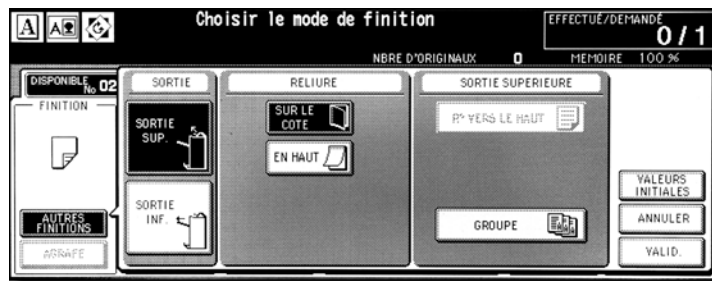 Choisir le mode de finition
EFFECTUÉ/DEMANDÉ
0 / 1
NBRE D'ORIGINAUX 0 MEMOIRE 100 %
DISPONIBLE
No 02
FINITION
AUTRES
FINITIONS
AGRAFE
SORTIE
SORTIE
SUP.
SORTIE
INF.
RELIURE
SUR LE
COTE
EN HAUT
SORTIE SUPERIEURE
VERS LE HAUT
GROUPE
VALEURS
INITIALES
ANNULER
VALID.